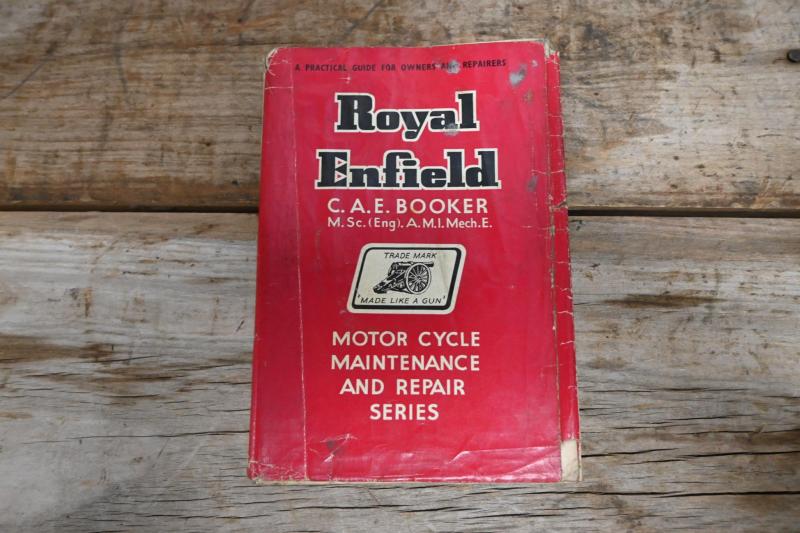 A PRACTICAL GUIDE FOR OWNERS AND REPAIRERS
Royal
Enfield
C. A. E. BOOKER
M. Sc. (Eng). A. M. I. Mech. E.
TRADE MARK
'MADE LIKE A GUN'
MOTOR CYCLE
MAINTENANCE
AND REPAIR
SERIES